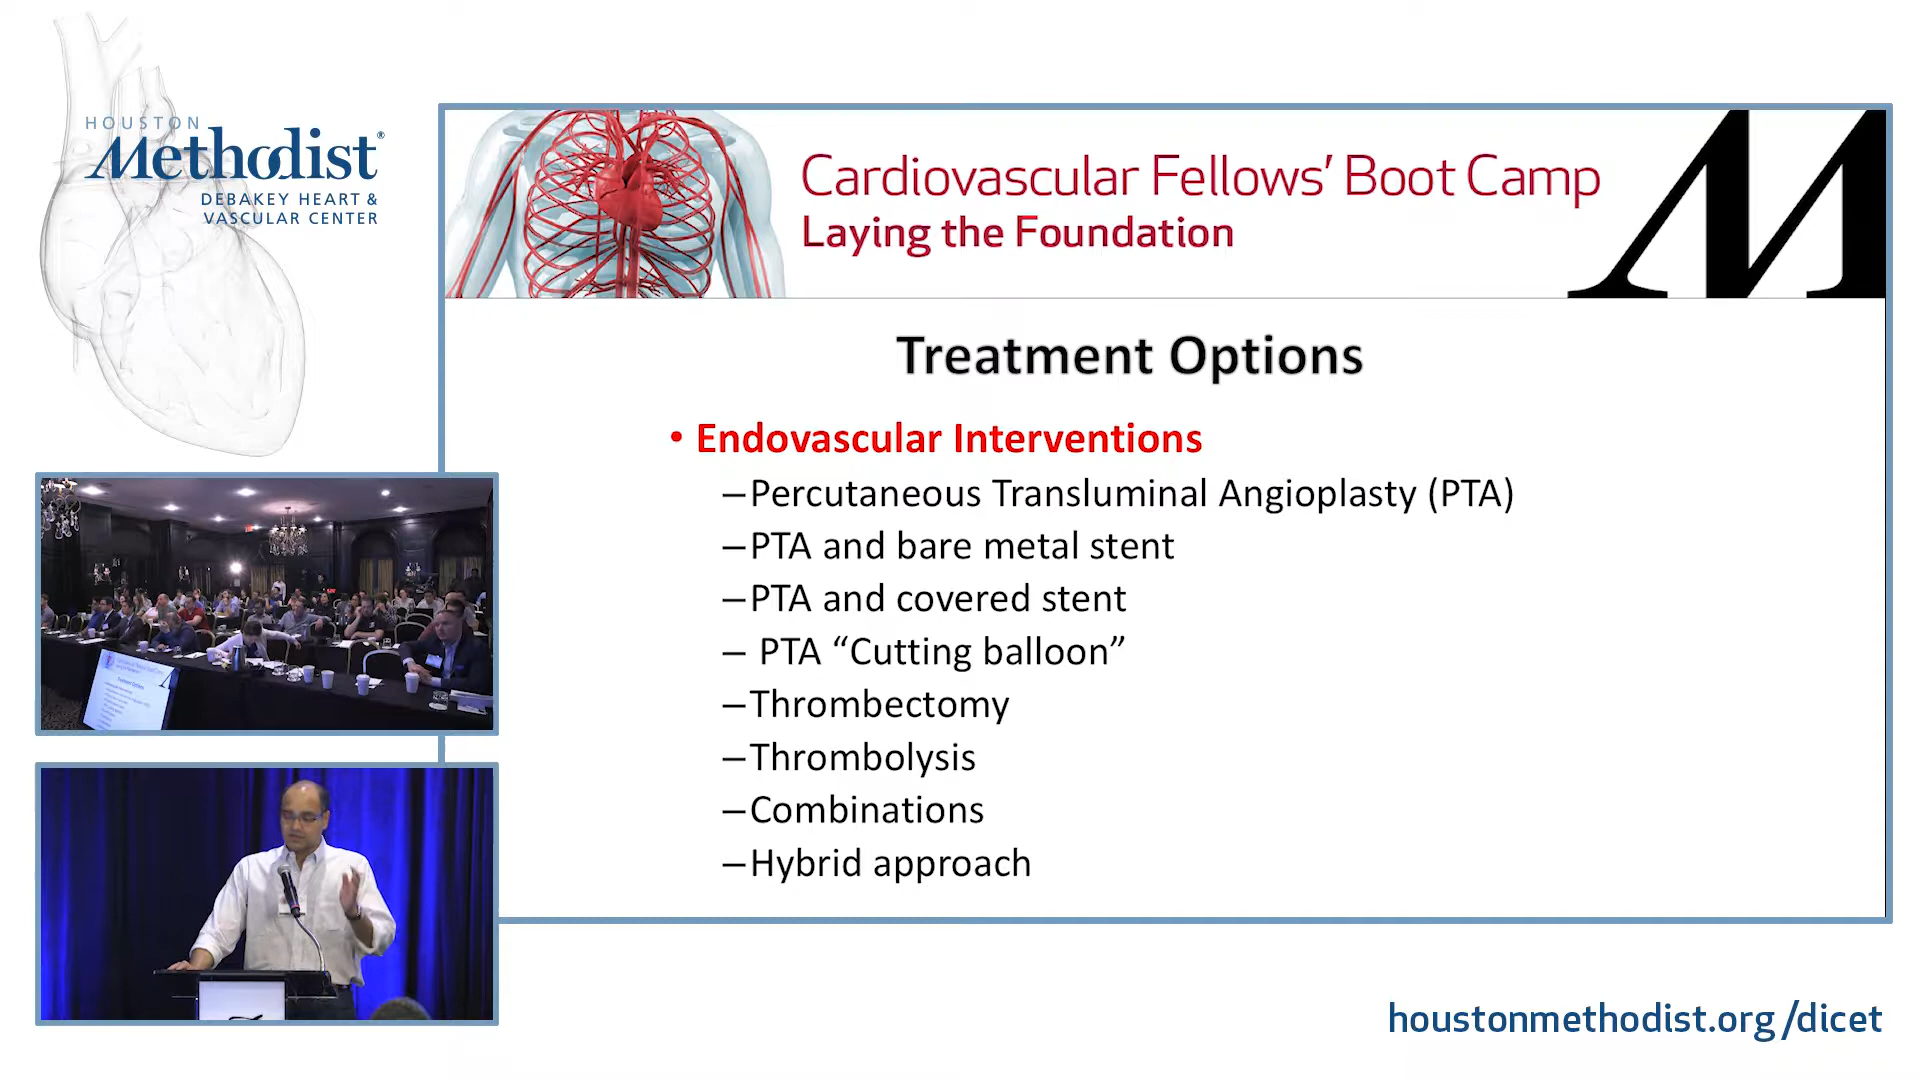 HOUSTON
Methodist®
DEBAKEY HEART &
VASCULAR CENTER
Cardiovascular Fellows’ Boot Camp
Laying the Foundation
M
Treatment Options
• Endovascular Interventions
–Percutaneous Transluminal Angioplasty (PTA)
–PTA and bare metal stent
–PTA and covered stent
– PTA “Cutting balloon”
–Thrombectomy
–Thrombolysis
–Combinations
–Hybrid approach
Treatment Options
houstonmethodist.org/dicet